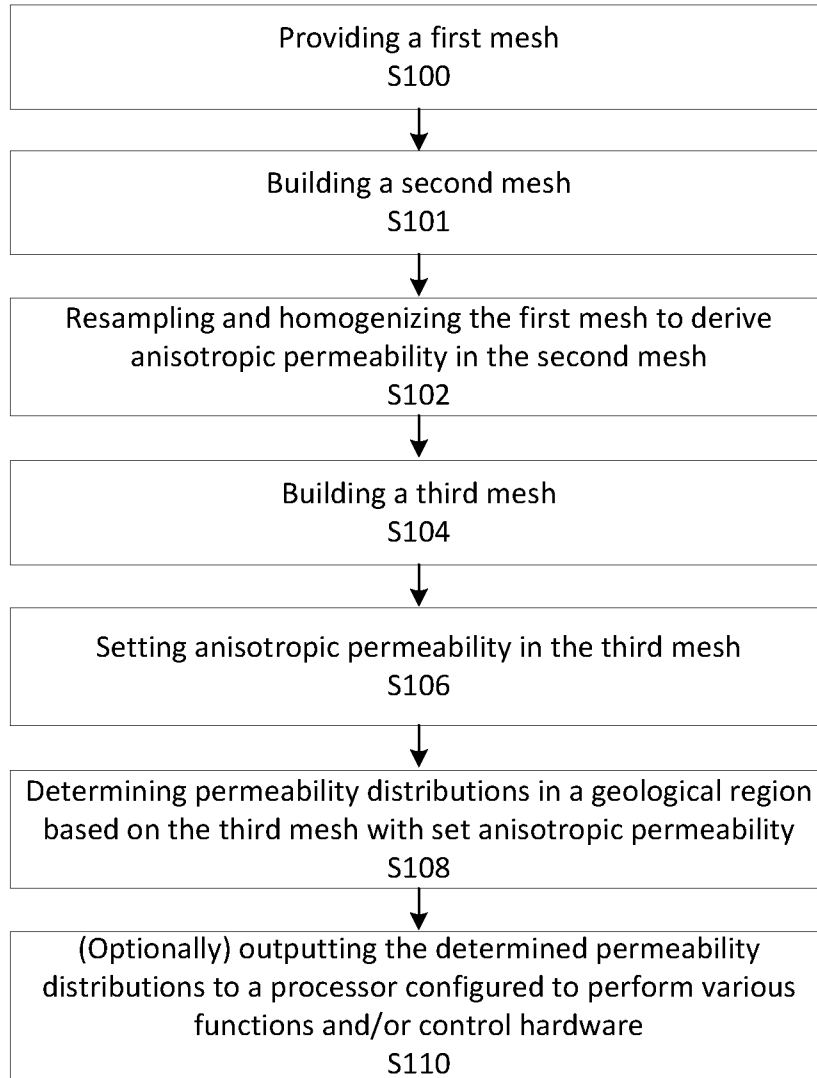 Providing a first mesh
S100
Building a second mesh
S101
Resampling and homogenizing the first mesh to derive
anisotropic permeability in the second mesh
S102
Building a third mesh
S104
Setting anisotropic permeability in the third mesh
S106
Determining permeability distributions in a geological region
based on the third mesh with set anisotropic permeability
S108
(Optionally) outputting the determined permeability
distributions to a processor configured to perform various
functions and/or control hardware
S110